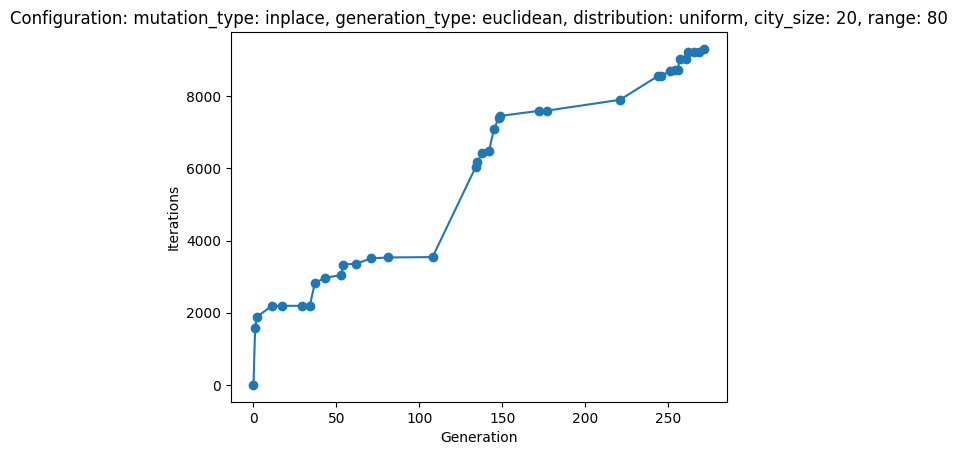 Configuration: mutation_type: inplace, generation_type: euclidean, distribution: uniform, city_size: 20, range: 80
8000
6000
Iterations
4000
2000
0
0 50 100 150 200 250
Generation